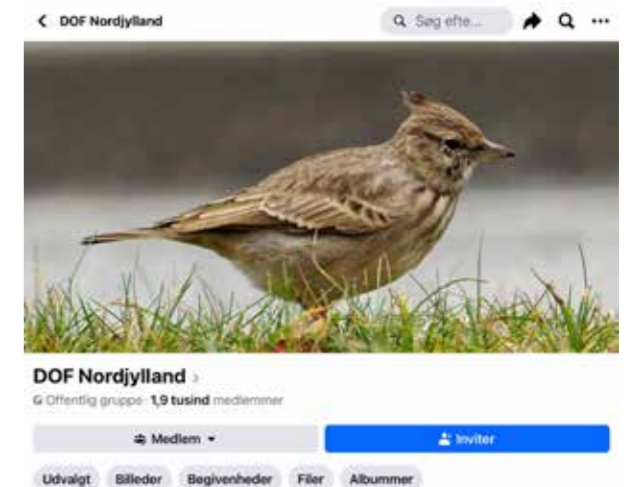 DOF Nordjylland
Søg efte...
DOF Nordjylland
Offentlig gruppe · 1,9 tusind medlemmer
Medlem
Inviter
Udvalgt Billeder Begivenheder Filer Albummer